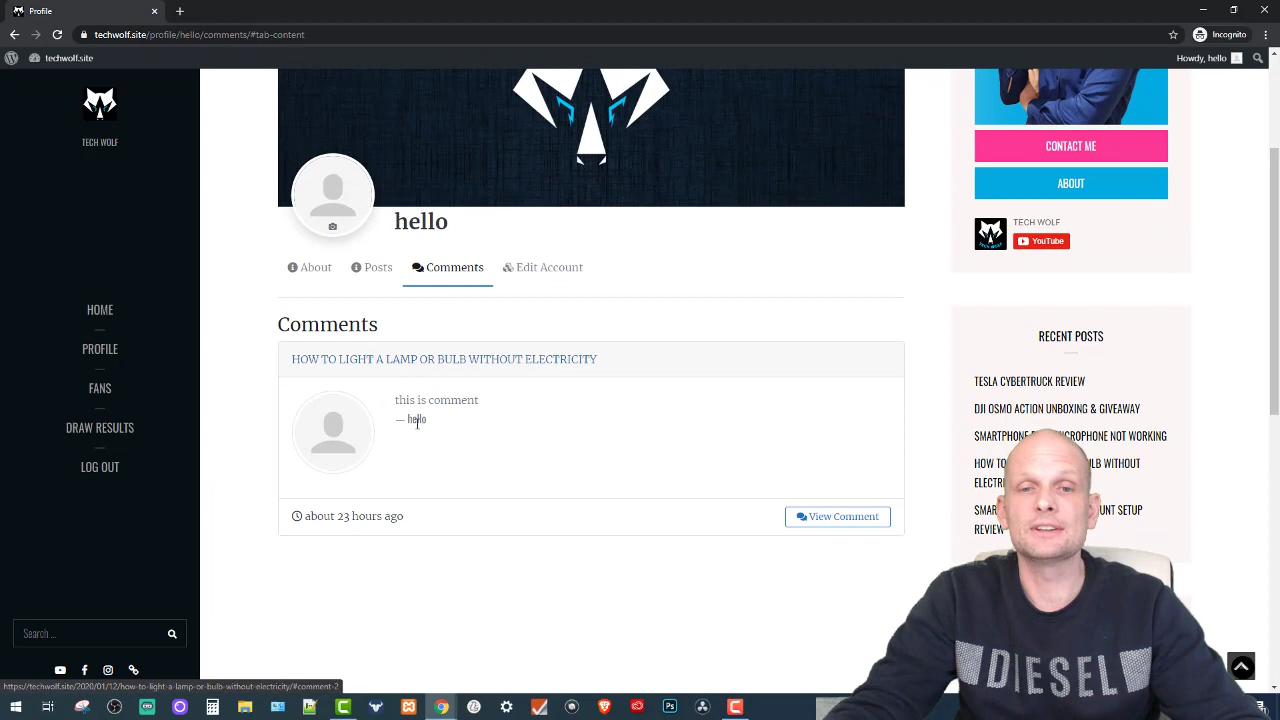 Profile
techwolf.site/profile/hello/comments/#tab-content
Incognito
techwolf.site
Howdy, hello
TECH WOLF
HOME
PROFILE
FANS
DRAW RESULTS
LOG OUT
Search ...
hello
About
Posts
Comments
Edit Account
Comments
HOW TO LIGHT A LAMP OR BULB WITHOUT ELECTRICITY
this is comment
— hello
about 23 hours ago
View Comment
CONTACT ME
ABOUT
TECH WOLF
YouTube
RECENT POSTS
TESLA CYBERTRUCK REVIEW
DJI OSMO ACTION UNBOXING & GIVEAWAY
SMARTPHONE NOT WORKING
HOW TO WITHOUT
REVIEW
DIESEL
https://techwolf.site/2020/01/12/how-to-light-a-lamp-or-bulb-without-electricity/#comment-2